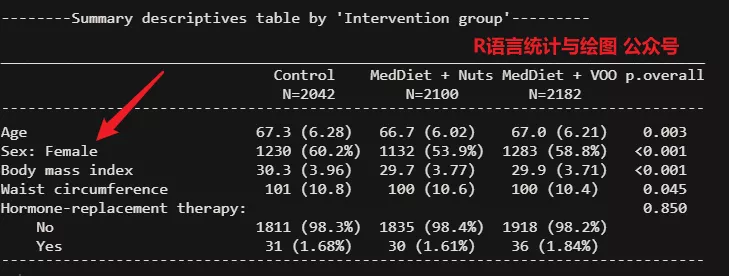 --------Summary descriptives table by 'Intervention group'---------
R语言统计与绘图 公众号
Control MedDiet + Nuts MedDiet + VOO p.overall
N=2042 N=2100 N=2182
Age 67.3 (6.28) 66.7 (6.02) 67.0 (6.21) 0.003
Sex: Female 1230 (60.2%) 1132 (53.9%) 1283 (58.8%) <0.001
Body mass index 30.3 (3.96) 29.7 (3.77) 29.9 (3.71) <0.001
Waist circumference 101 (10.8) 100 (10.6) 100 (10.4) 0.045
Hormone-replacement therapy: 0.850
No 1811 (98.3%) 1835 (98.4%) 1918 (98.2%)
Yes 31 (1.68%) 30 (1.61%) 36 (1.84%)